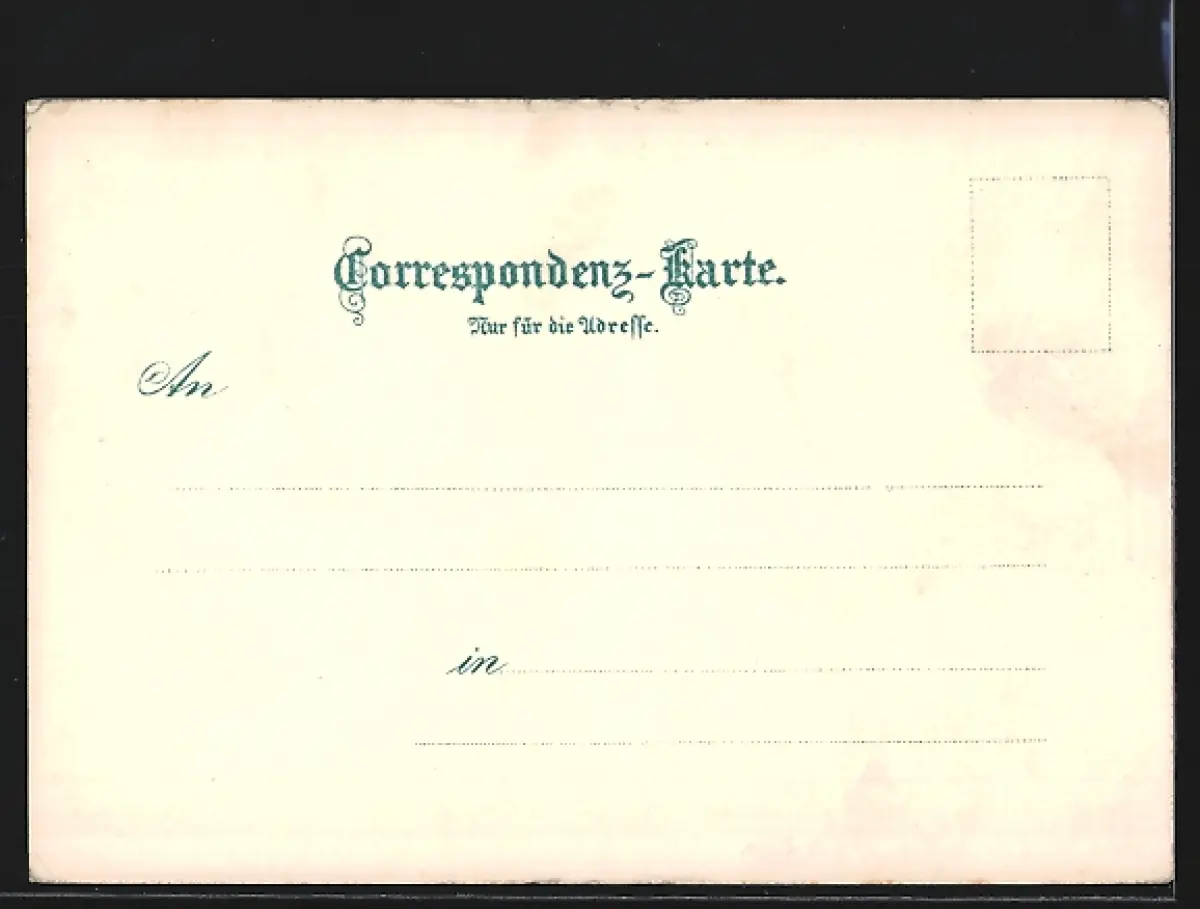 Correspondenz-Karte.
Nur für die Adresse.
An
in